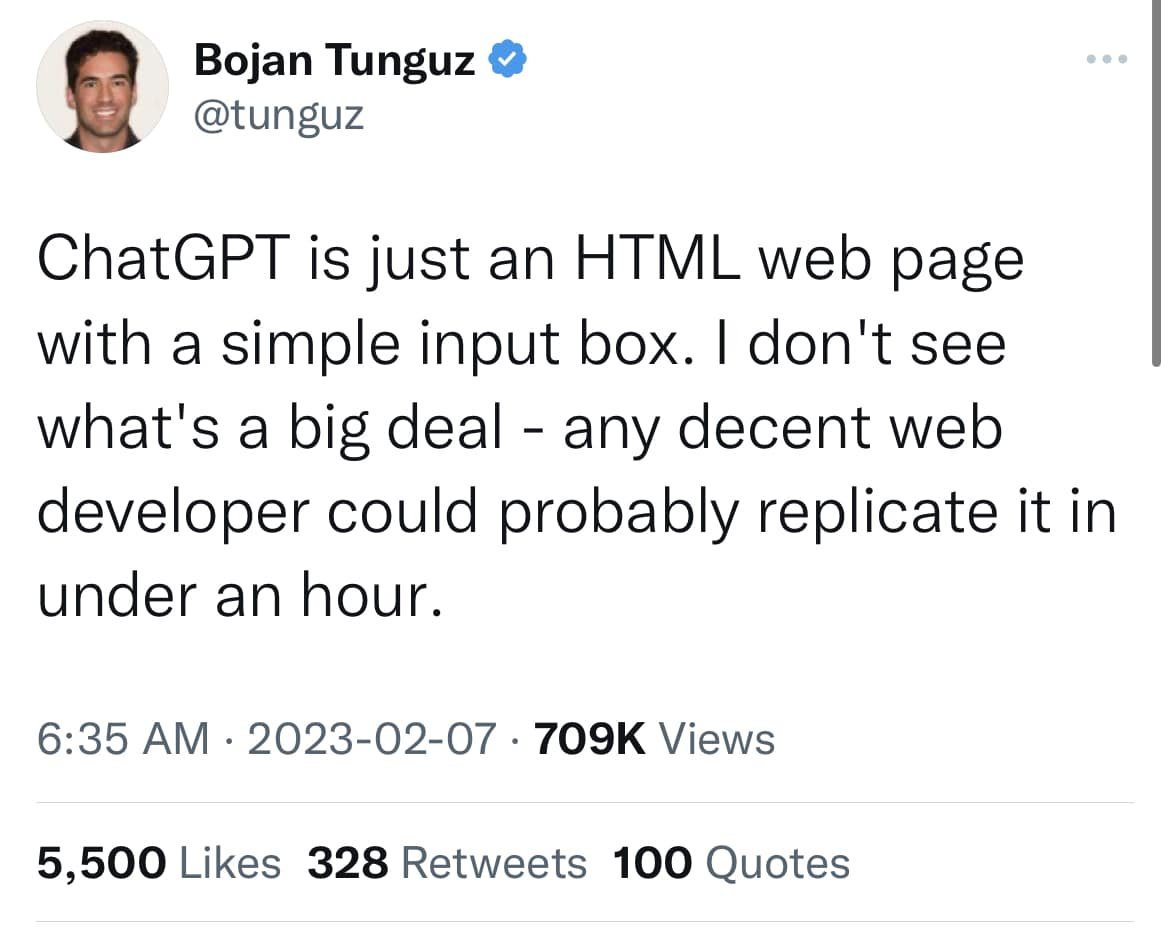 Bojan Tunguz
@tunguz
ChatGPT is just an HTML web page
with a simple input box. I don't see
what's a big deal - any decent web
developer could probably replicate it in
under an hour.
6:35 AM · 2023-02-07 · 709K Views
5,500 Likes 328 Retweets 100 Quotes